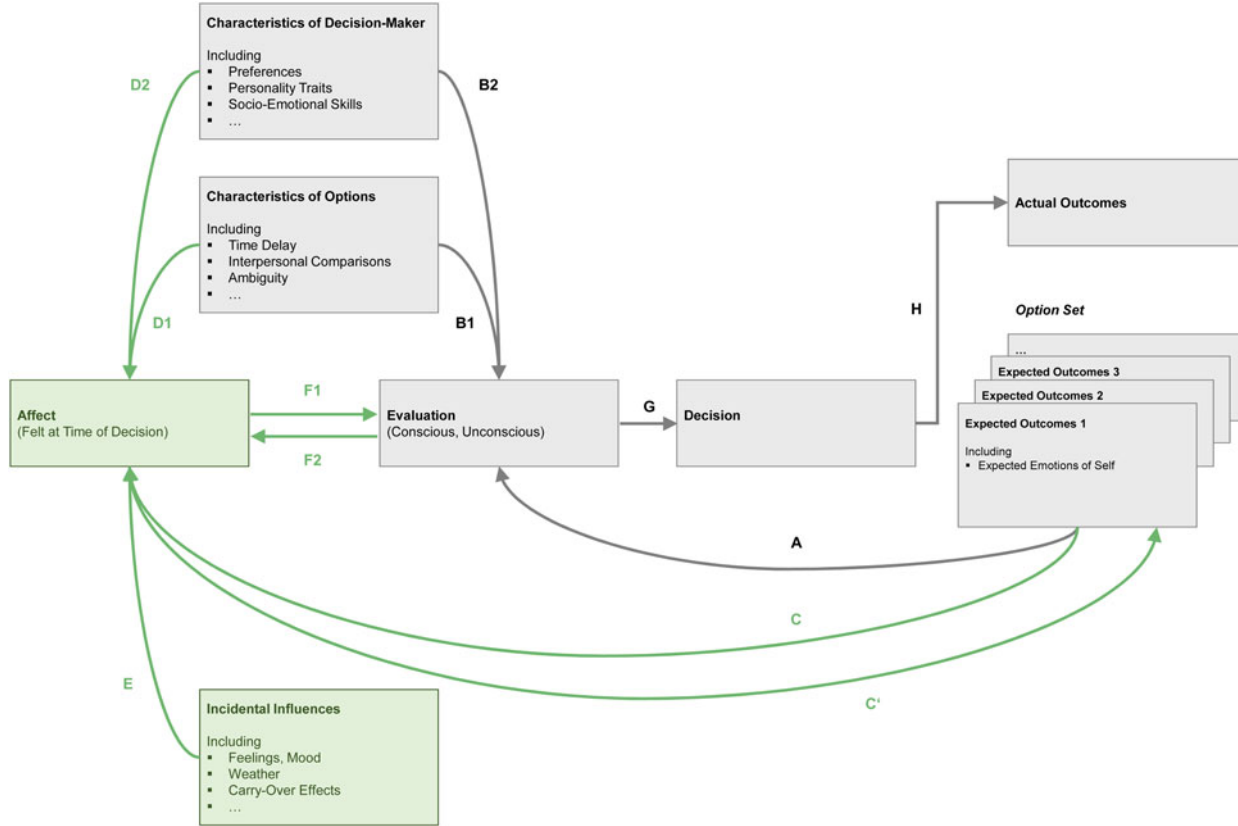 Characteristics of Decision-Maker
Including
▪ Preferences
▪ Personality Traits
▪ Socio-Emotional Skills
▪ …
D2
B2
Characteristics of Options
Including
▪ Time Delay
▪ Interpersonal Comparisons
▪ Ambiguity
▪ …
D1
B1
Actual Outcomes
H
Option Set
...
Expected Outcomes 3
Expected Outcomes 2
Expected Outcomes 1
Including
▪ Expected Emotions of Self
Affect
(Felt at Time of Decision)
F1
F2
Evaluation
(Conscious, Unconscious)
G
Decision
A
C
C‘
E
Incidental Influences
Including
▪ Feelings, Mood
▪ Weather
▪ Carry-Over Effects
▪ …